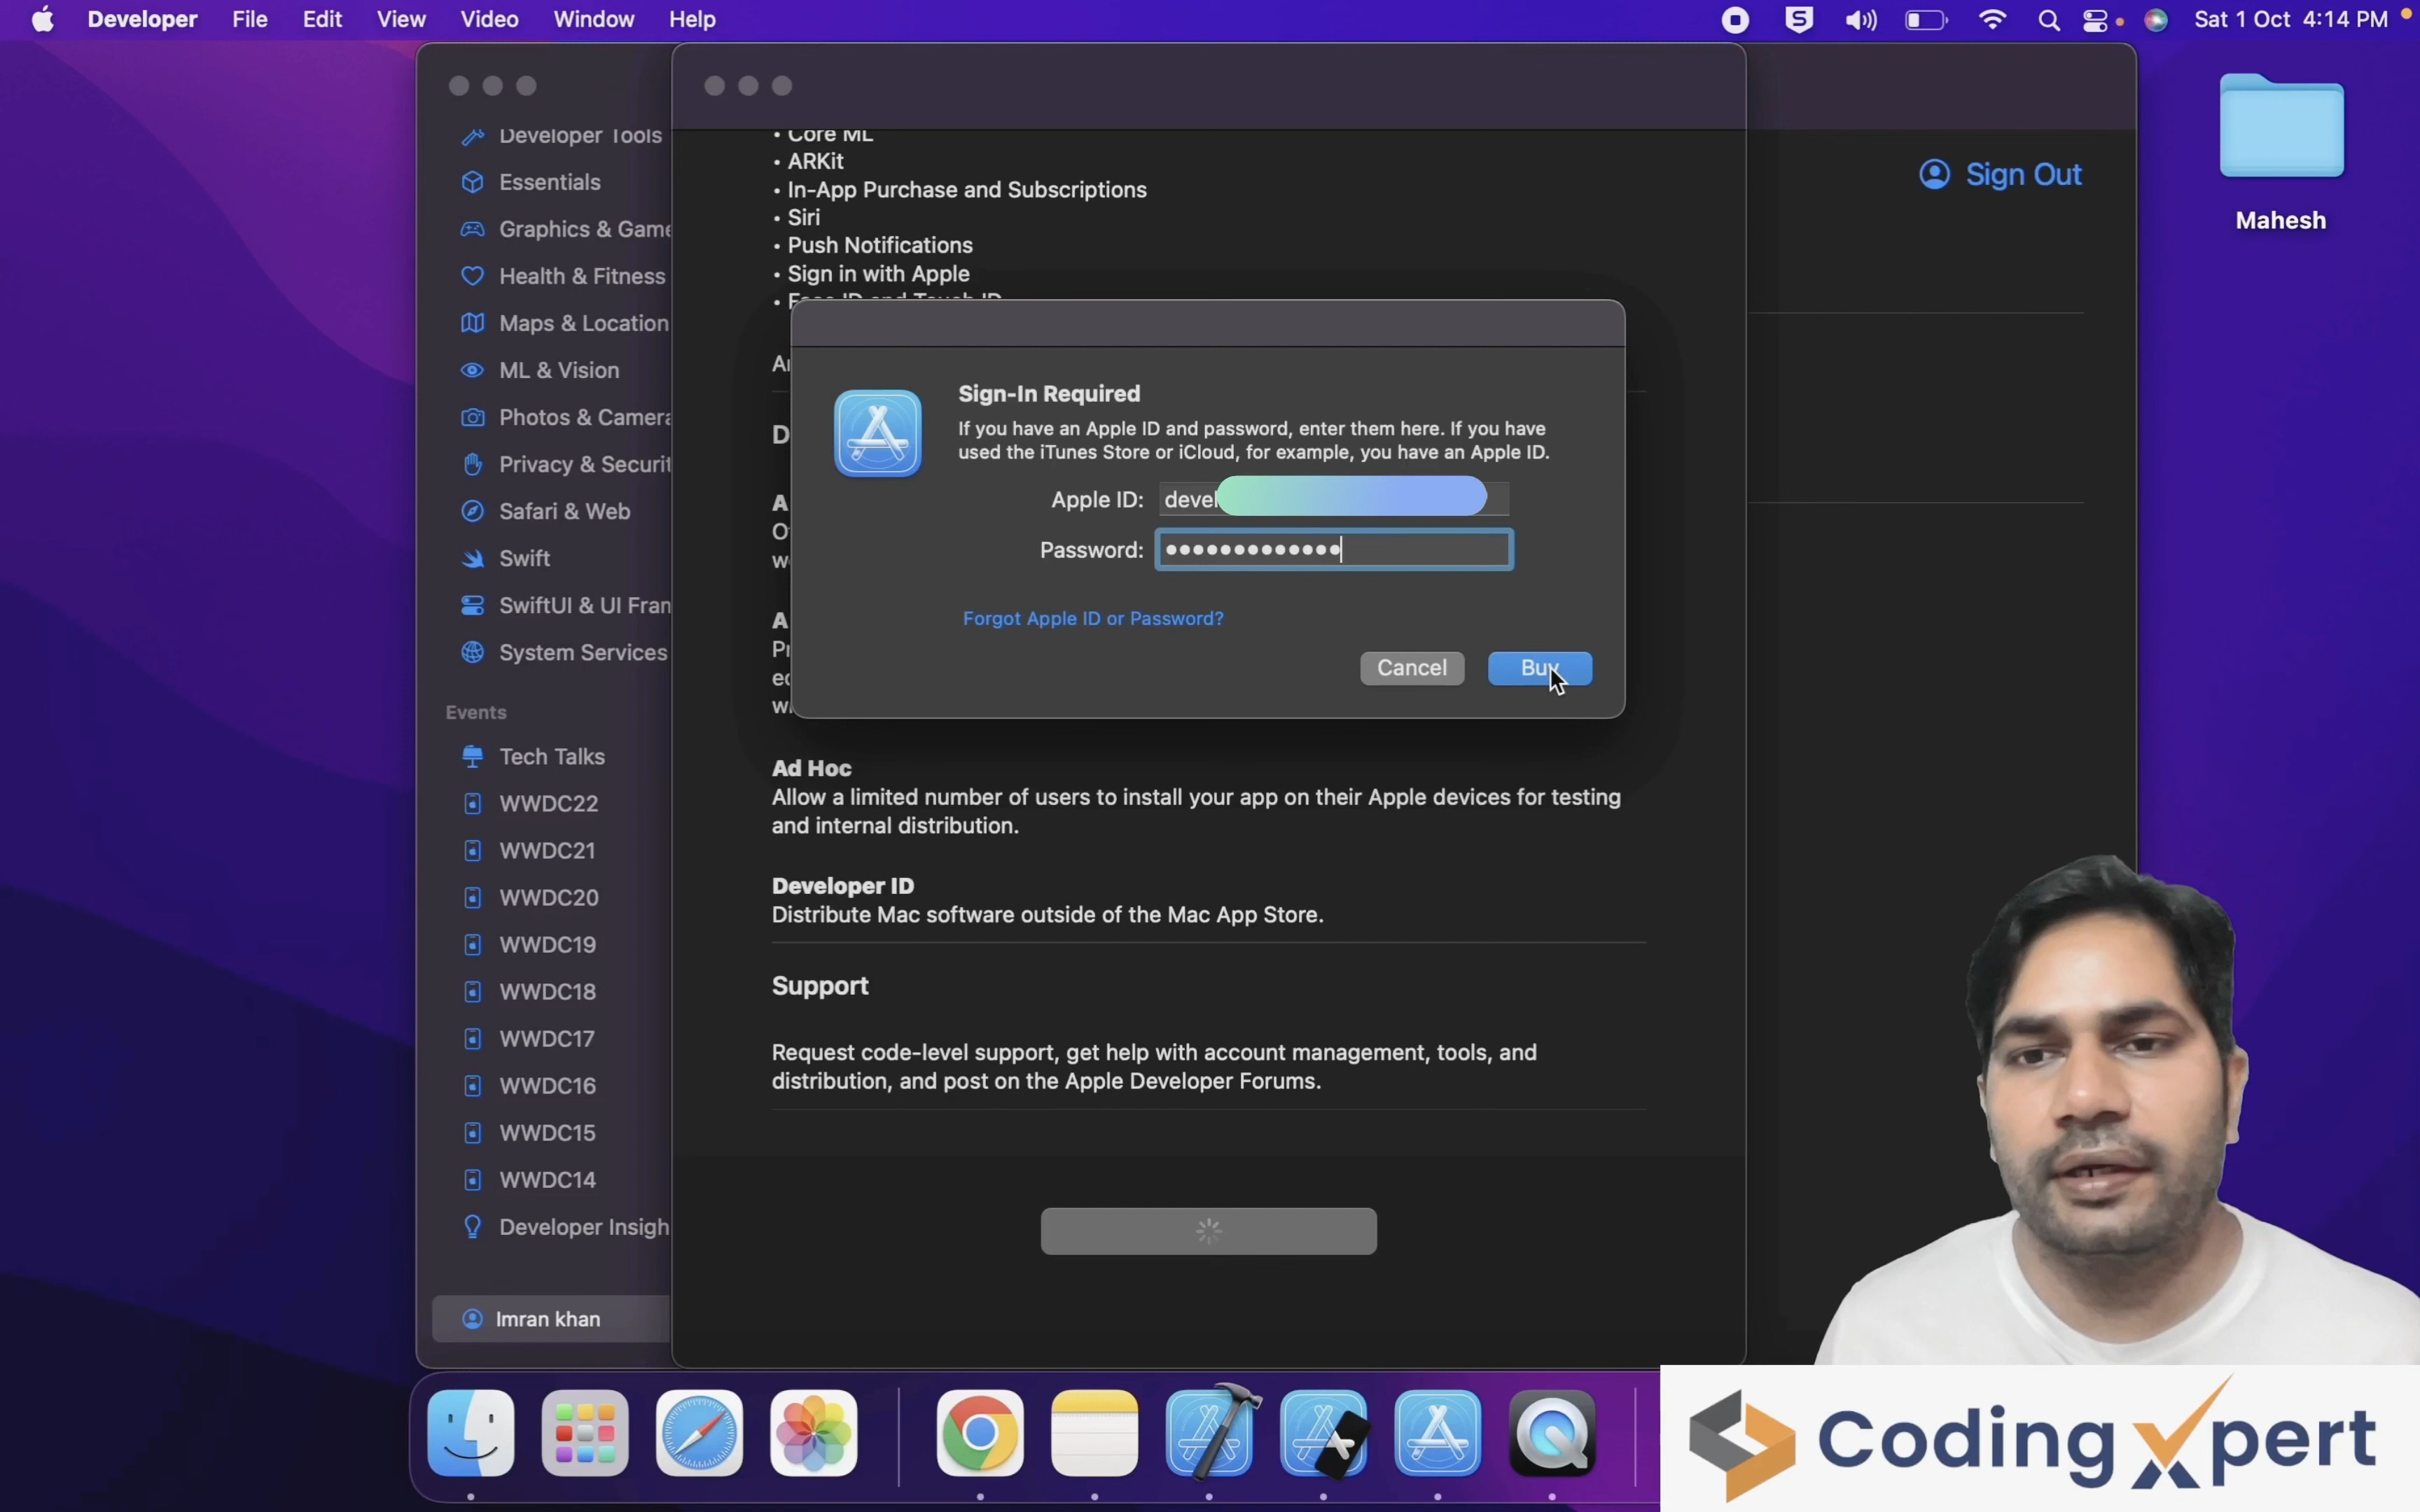 Developer File Edit View Video Window Help
Sat 1 Oct 4:14 PM
Developer Tools
Essentials
Graphics & Game
Health & Fitness
Maps & Location
ML & Vision
Photos & Camera
Privacy & Securit
Safari & Web
Swift
SwiftUI & UI Fran
System Services
Events
Tech Talks
WWDC22
WWDC21
WWDC20
WWDC19
WWDC18
WWDC17
WWDC16
WWDC15
WWDC14
Developer Insigh
Imran khan
• Core ML
• ARKit
• In-App Purchase and Subscriptions
• Siri
• Push Notifications
• Sign in with Apple
• Face ID and Touch ID
Sign Out
Mahesh
Sign-In Required
If you have an Apple ID and password, enter them here. If you have
used the iTunes Store or iCloud, for example, you have an Apple ID.
Apple ID: devel
Password: •••••••••••••
Forgot Apple ID or Password?
Cancel Buy
Ad Hoc
Allow a limited number of users to install your app on their Apple devices for testing
and internal distribution.
Developer ID
Distribute Mac software outside of the Mac App Store.
Support
Request code-level support, get help with account management, tools, and
distribution, and post on the Apple Developer Forums.
Coding Xpert